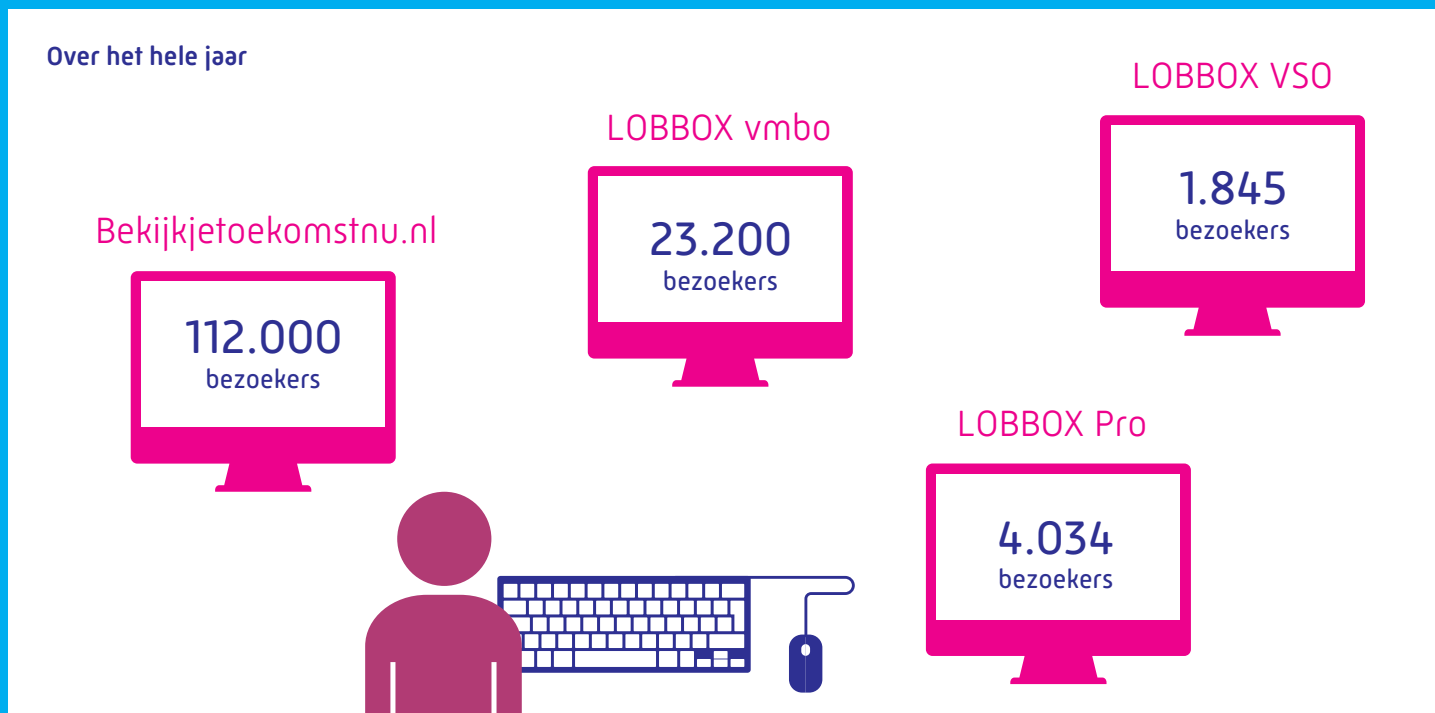 Over het hele jaar
Bekijkjetoekomstnu.nl
112.000
bezoekers
LOBBOX vmbo
23.200
bezoekers
LOBBOX VSO
1.845
bezoekers
LOBBOX Pro
4.034
bezoekers